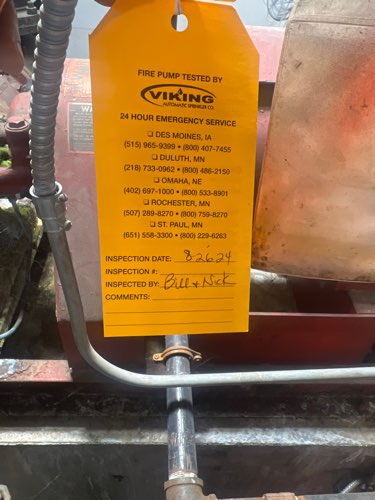 FIRE PUMP TESTED BY
VIKING
AUTOMATIC SPRINKLER CO.
24 HOUR EMERGENCY SERVICE
❑ DES MOINES, IA
(515) 965-9399 • (800) 407-7455
❑ DULUTH, MN
(218) 733-0962 • (800) 486-2150
❑ OMAHA, NE
(402) 697-1000 • (800) 533-8901
❑ ROCHESTER, MN
(507) 289-8270 • (800) 759-8270
❑ ST. PAUL, MN
(651) 558-3300 • (800) 229-6263
INSPECTION DATE: 8-26-24
INSPECTION #:
INSPECTED BY: Bill + Nick
COMMENTS: